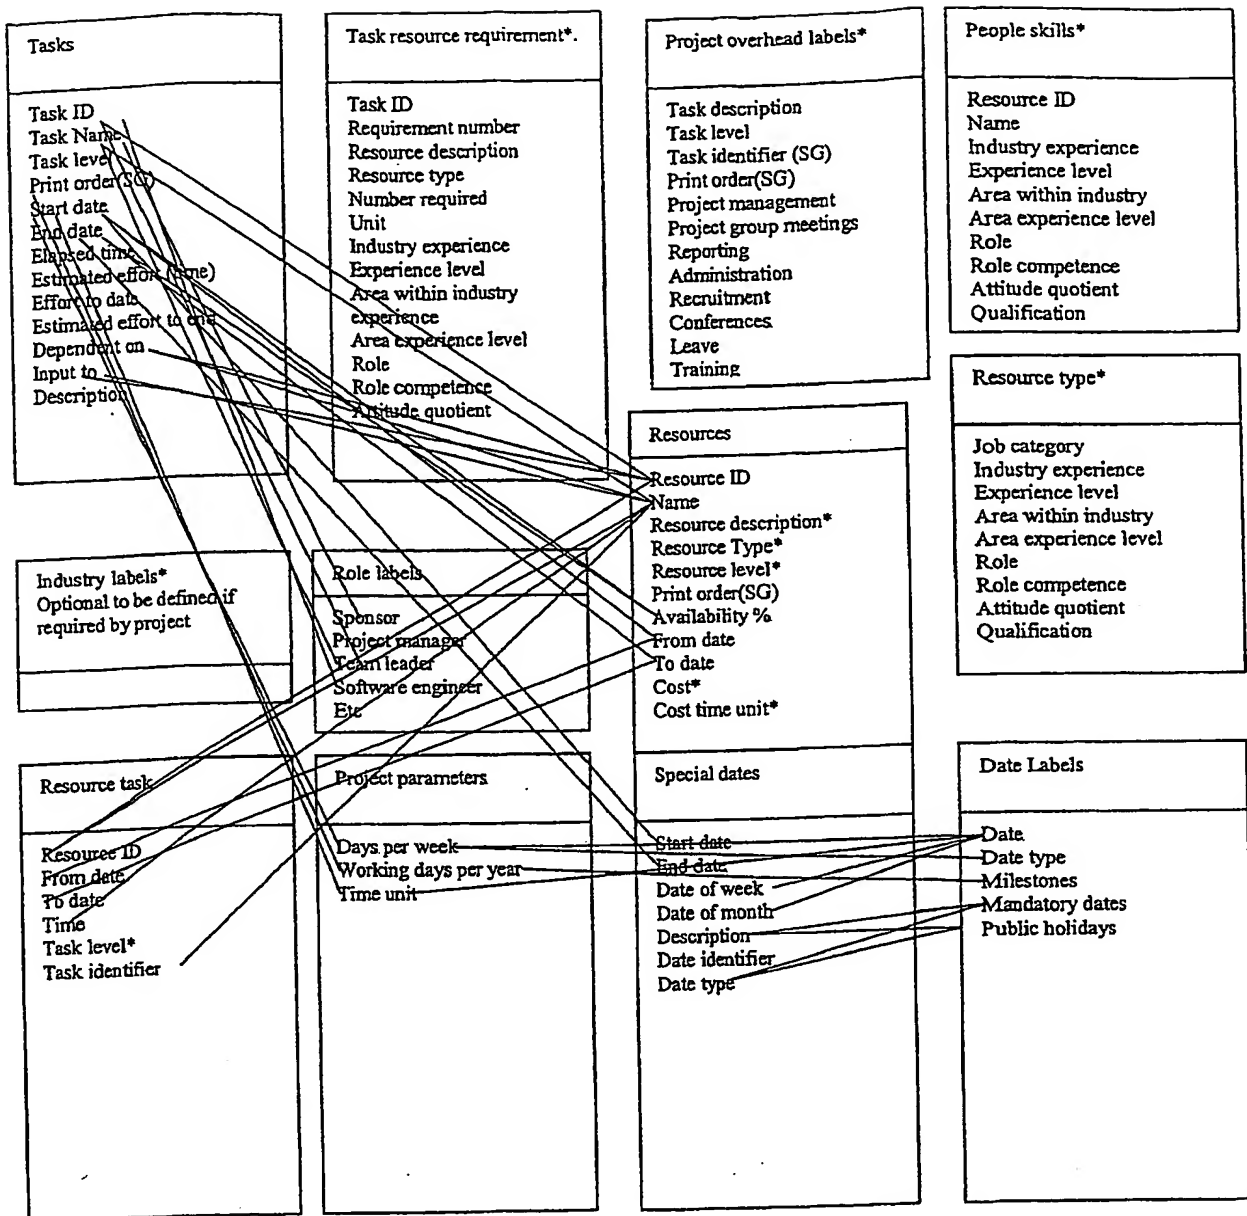 Tasks
Task ID
Task Name
Task level
Print order(SG)
Start date
End date
Elapsed time
Estimated effort (time)
Effort to date
Estimated effort to end
Dependent on
Input to
Description
Task resource requirement*.
Task ID
Requirement number
Resource description
Resource type
Number required
Unit
Industry experience
Experience level
Area within industry
experience
Area experience level
Role
Role competence
Attitude quotient
Project overhead labels*
Task description
Task level
Task identifier (SG)
Print order(SG)
Project management
Project group meetings
Reporting
Administration
Recruitment
Conferences
Leave
Training
People skills*
Resource ID
Name
Industry experience
Experience level
Area within industry
Area experience level
Role
Role competence
Attitude quotient
Qualification
Resource type*
Job category
Industry experience
Experience level
Area within industry
Area experience level
Role
Role competence
Attitude quotient
Qualification
Resources
Resource ID
Name
Resource description*
Resource Type*
Resource level*
Print order(SG)
Availability %
From date
To date
Cost*
Cost time unit*
Industry labels*
Optional to be defined if
required by project
Role labels
Sponsor
Project manager
Team leader
Software engineer
Etc
Resource task
Resource ID
From date
To date
Time
Task level*
Task identifier
Project parameters
Days per week
Working days per year
Time unit
Special dates
Start date
End date
Date of week
Date of month
Description
Date identifier
Date type
Date Labels
Date
Date type
Milestones
Mandatory dates
Public holidays